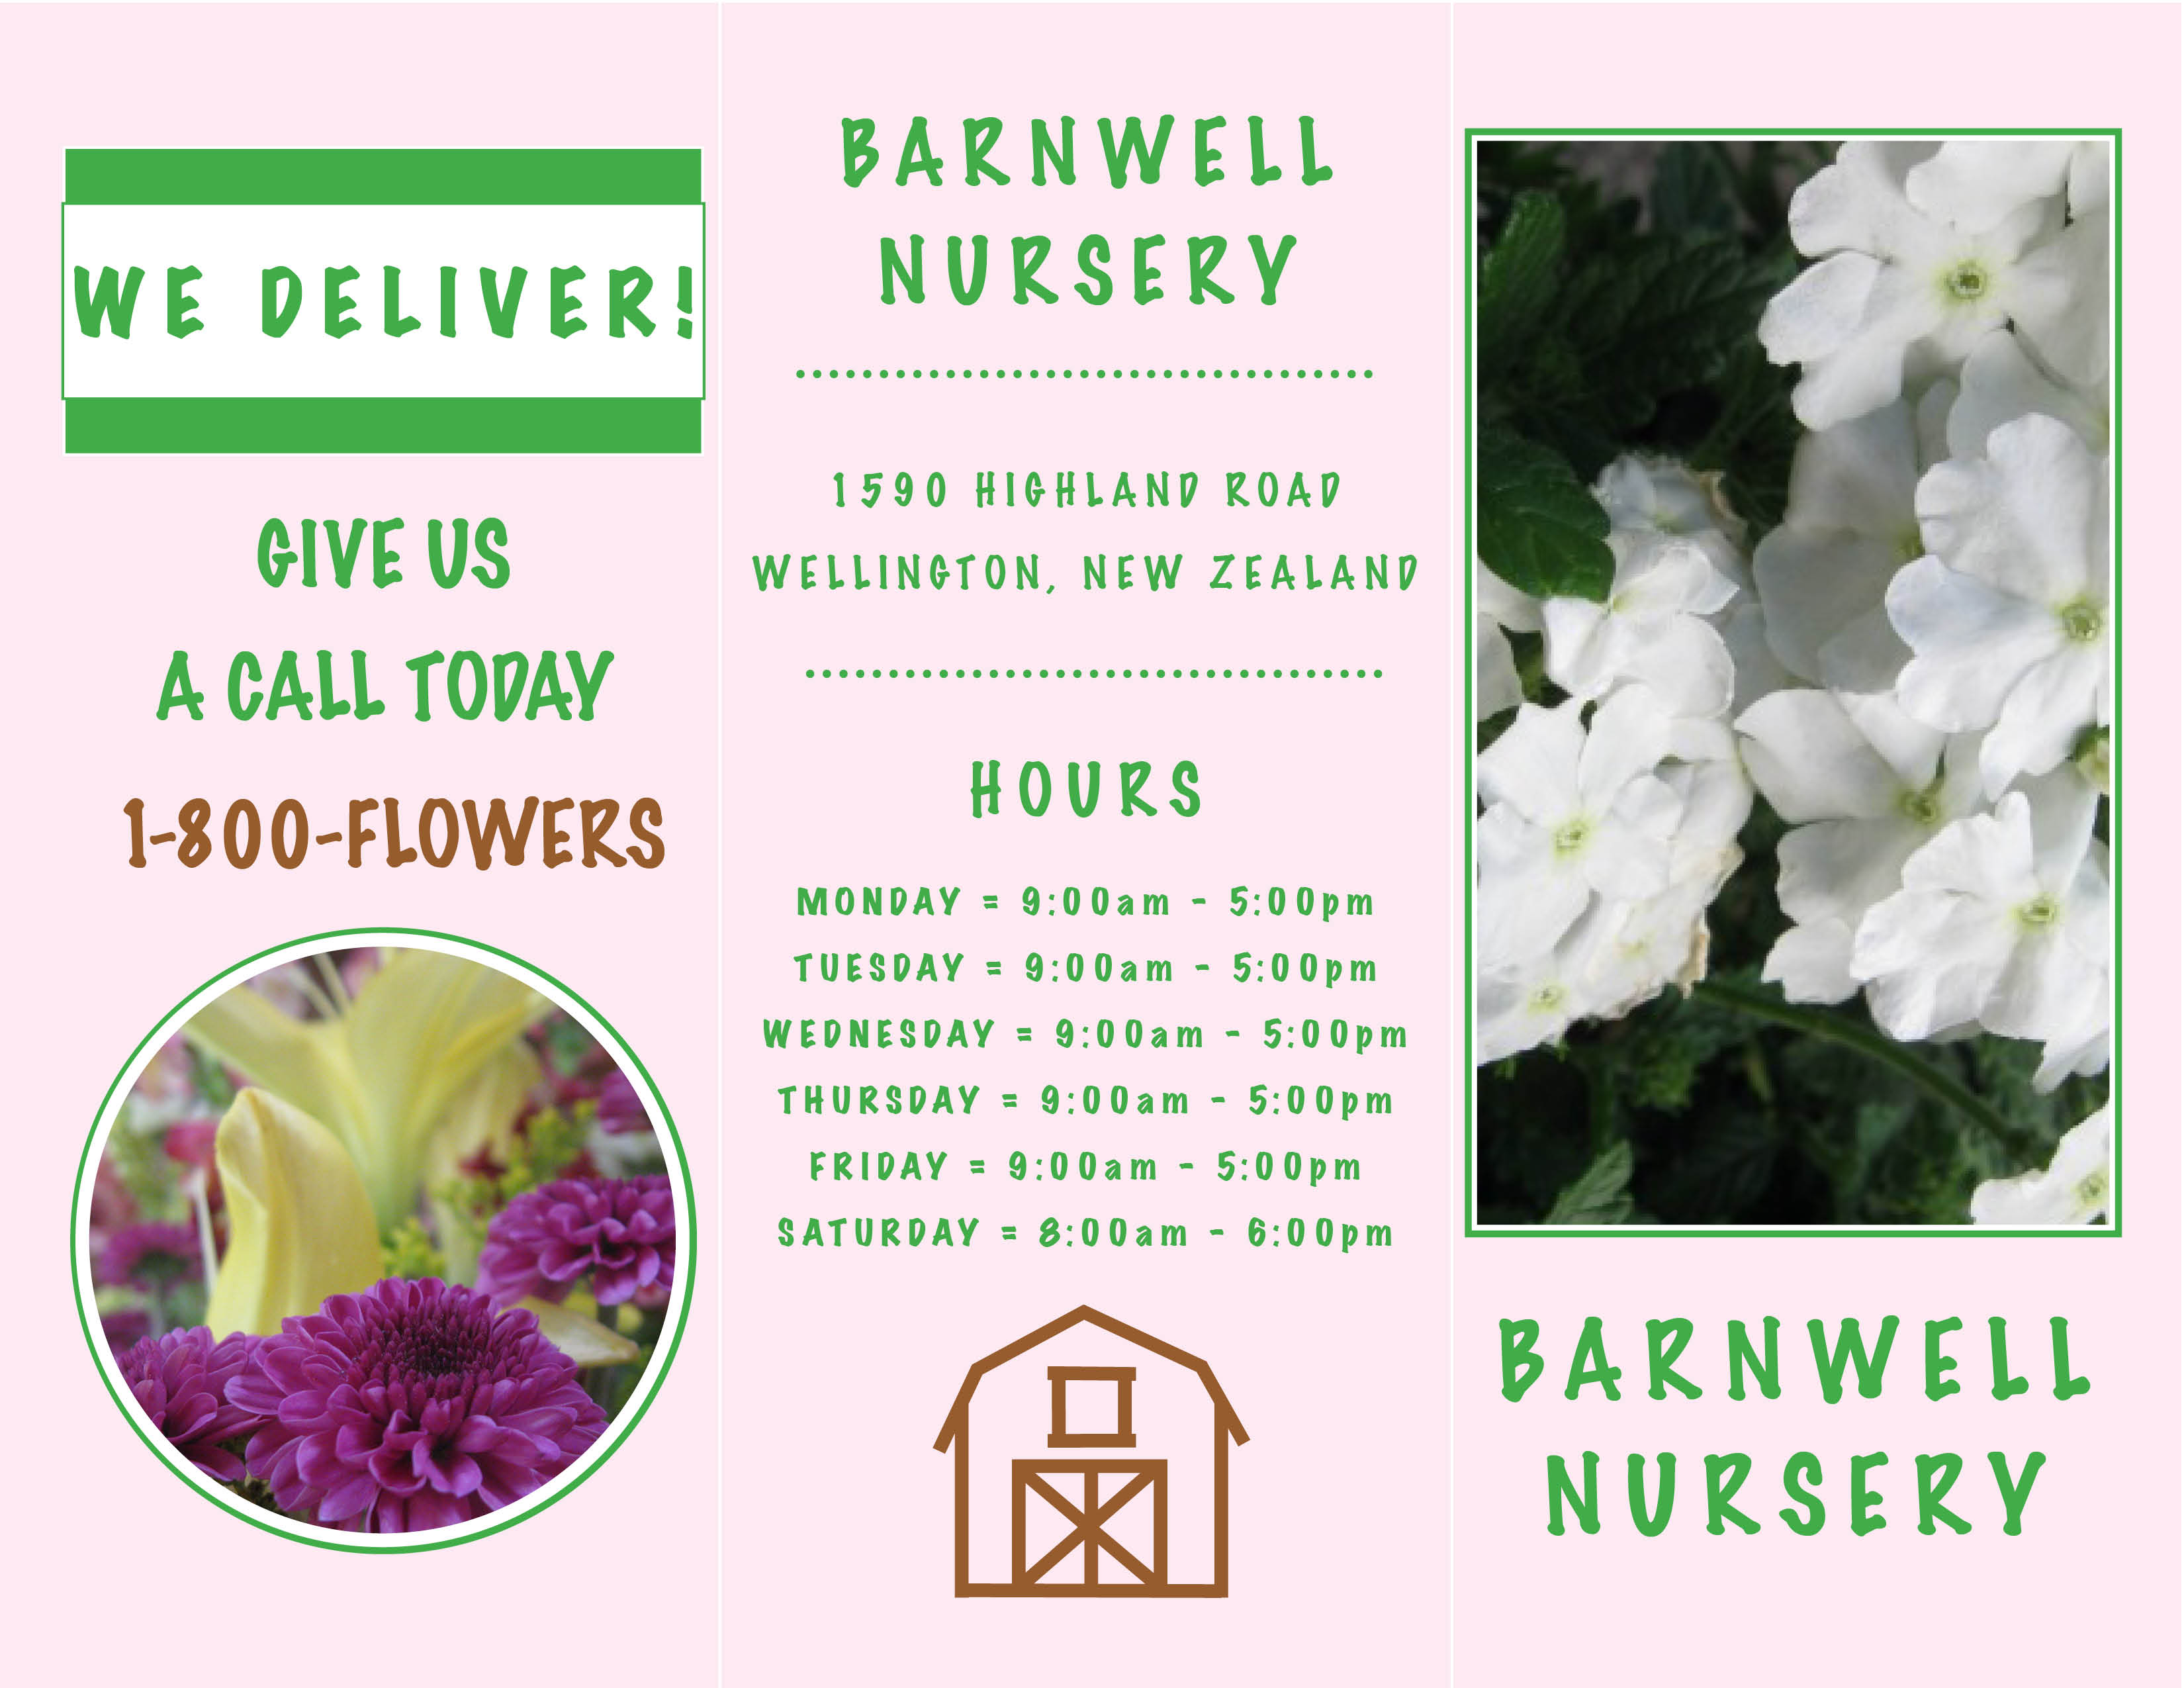 WE DELIVER!
GIVE US
A CALL TODAY
1-800-FLOWERS
BARNWELL
NURSERY
1590 HIGHLAND ROAD
WELLINGTON, NEW ZEALAND
HOURS
MONDAY = 9:00am - 5:00pm
TUESDAY = 9:00am - 5:00pm
WEDNESDAY = 9:00am - 5:00pm
THURSDAY = 9:00am - 5:00pm
FRIDAY = 9:00am - 5:00pm
SATURDAY = 8:00am - 6:00pm
BARNWELL
NURSERY